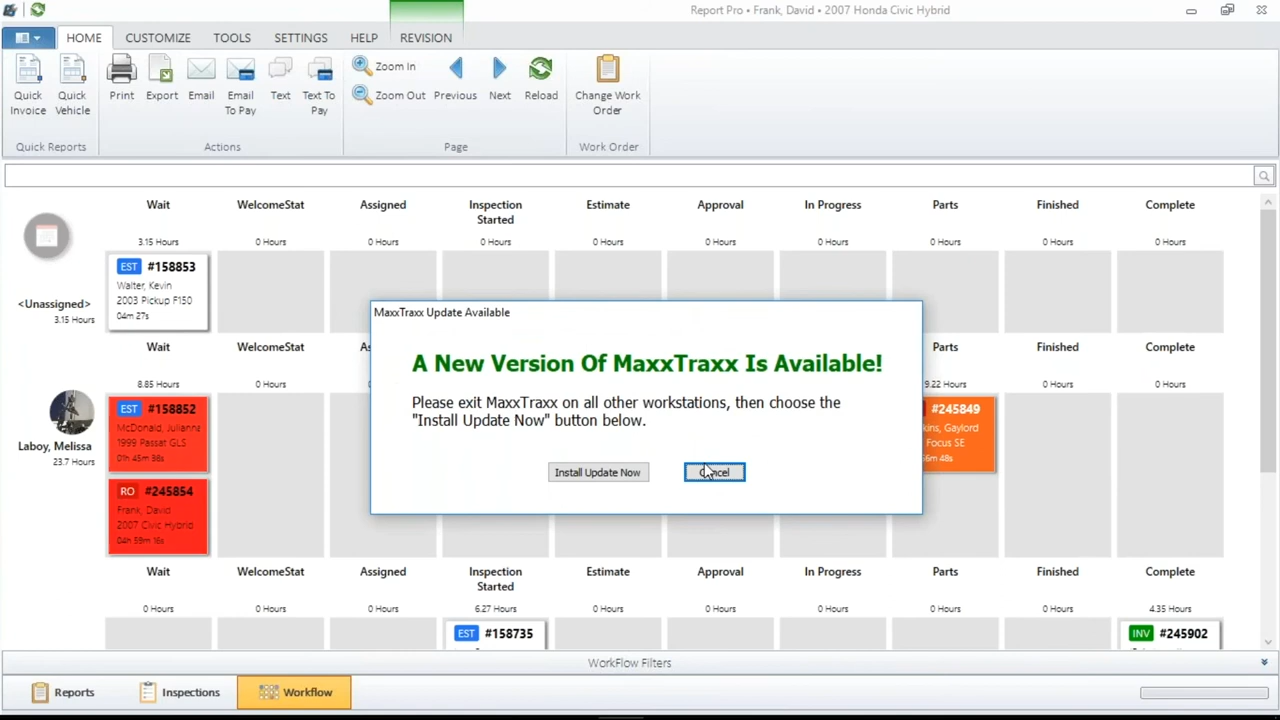 Report Pro • Frank, David • 2007 Honda Civic Hybrid
HOME CUSTOMIZE TOOLS SETTINGS HELP REVISION
Quick Invoice
Quick Vehicle
Print
Export
Email
Email To Pay
Text
Text To Pay
Zoom In
Zoom Out
Previous
Next
Reload
Change Work Order
Quick Reports
Actions
Page
Work Order
Wait WelcomeStat Assigned Inspection Started Estimate Approval In Progress Parts Finished Complete
3.15 Hours 0 Hours 0 Hours 0 Hours 0 Hours 0 Hours 0 Hours 0 Hours 0 Hours 0 Hours
<Unassigned>
3.15 Hours
EST #158853
Walter, Kevin
2003 Pickup F150
04m 27s
MaxxTraxx Update Available
A New Version Of MaxxTraxx Is Available!
Please exit MaxxTraxx on all other workstations, then choose the
"Install Update Now" button below.
Install Update Now
Wait WelcomeStat Parts Finished Complete
8.85 Hours 0 Hours 9.22 Hours 0 Hours 0 Hours
Laboy, Melissa
23.7 Hours
EST #158852
McDonald, Julianna
1999 Passat GLS
01h 45m 38s
#245849
Gaylord
Focus SE
RO #245854
Frank, David
2007 Civic Hybrid
04h 59m 16s
Wait WelcomeStat Assigned Inspection Started Estimate Approval In Progress Parts Finished Complete
0 Hours 0 Hours 0 Hours 6.27 Hours 0 Hours 0 Hours 0 Hours 0 Hours 0 Hours 4.35 Hours
EST #158735
INV #245902
WorkFlow Filters
Reports
Inspections
Workflow